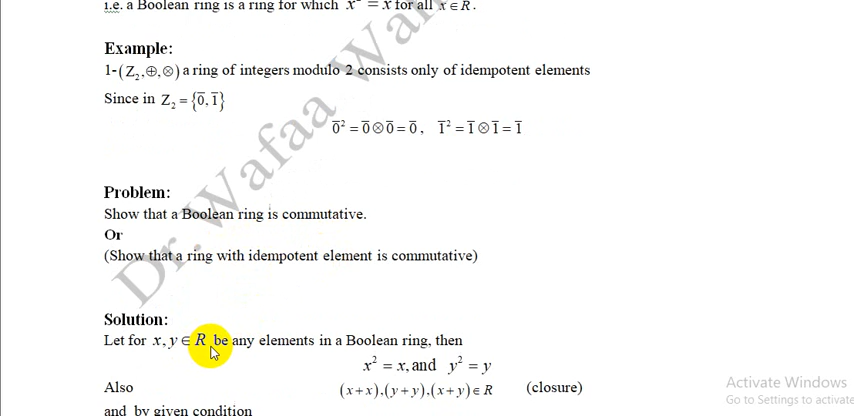 i.e. a Boolean ring is a ring for which x² = x for all x ∈ R.
Example:
1-(Z₂,⊕,⊗) a ring of integers modulo 2 consists only of idempotent elements
Since in Z₂ = {0̅, 1̅}
0̅² = 0̅ ⊗ 0̅ = 0̅, 1̅² = 1̅ ⊗ 1̅ = 1̅
Problem:
Show that a Boolean ring is commutative.
Or
(Show that a ring with idempotent element is commutative)
Solution:
Let for x, y ∈ R be any elements in a Boolean ring, then
x² = x, and y² = y
Also (x+x),(y+y),(x+y) ∈ R (closure)
and by given condition
Dr. Wafaa
Activate Windows
Go to Settings to activate